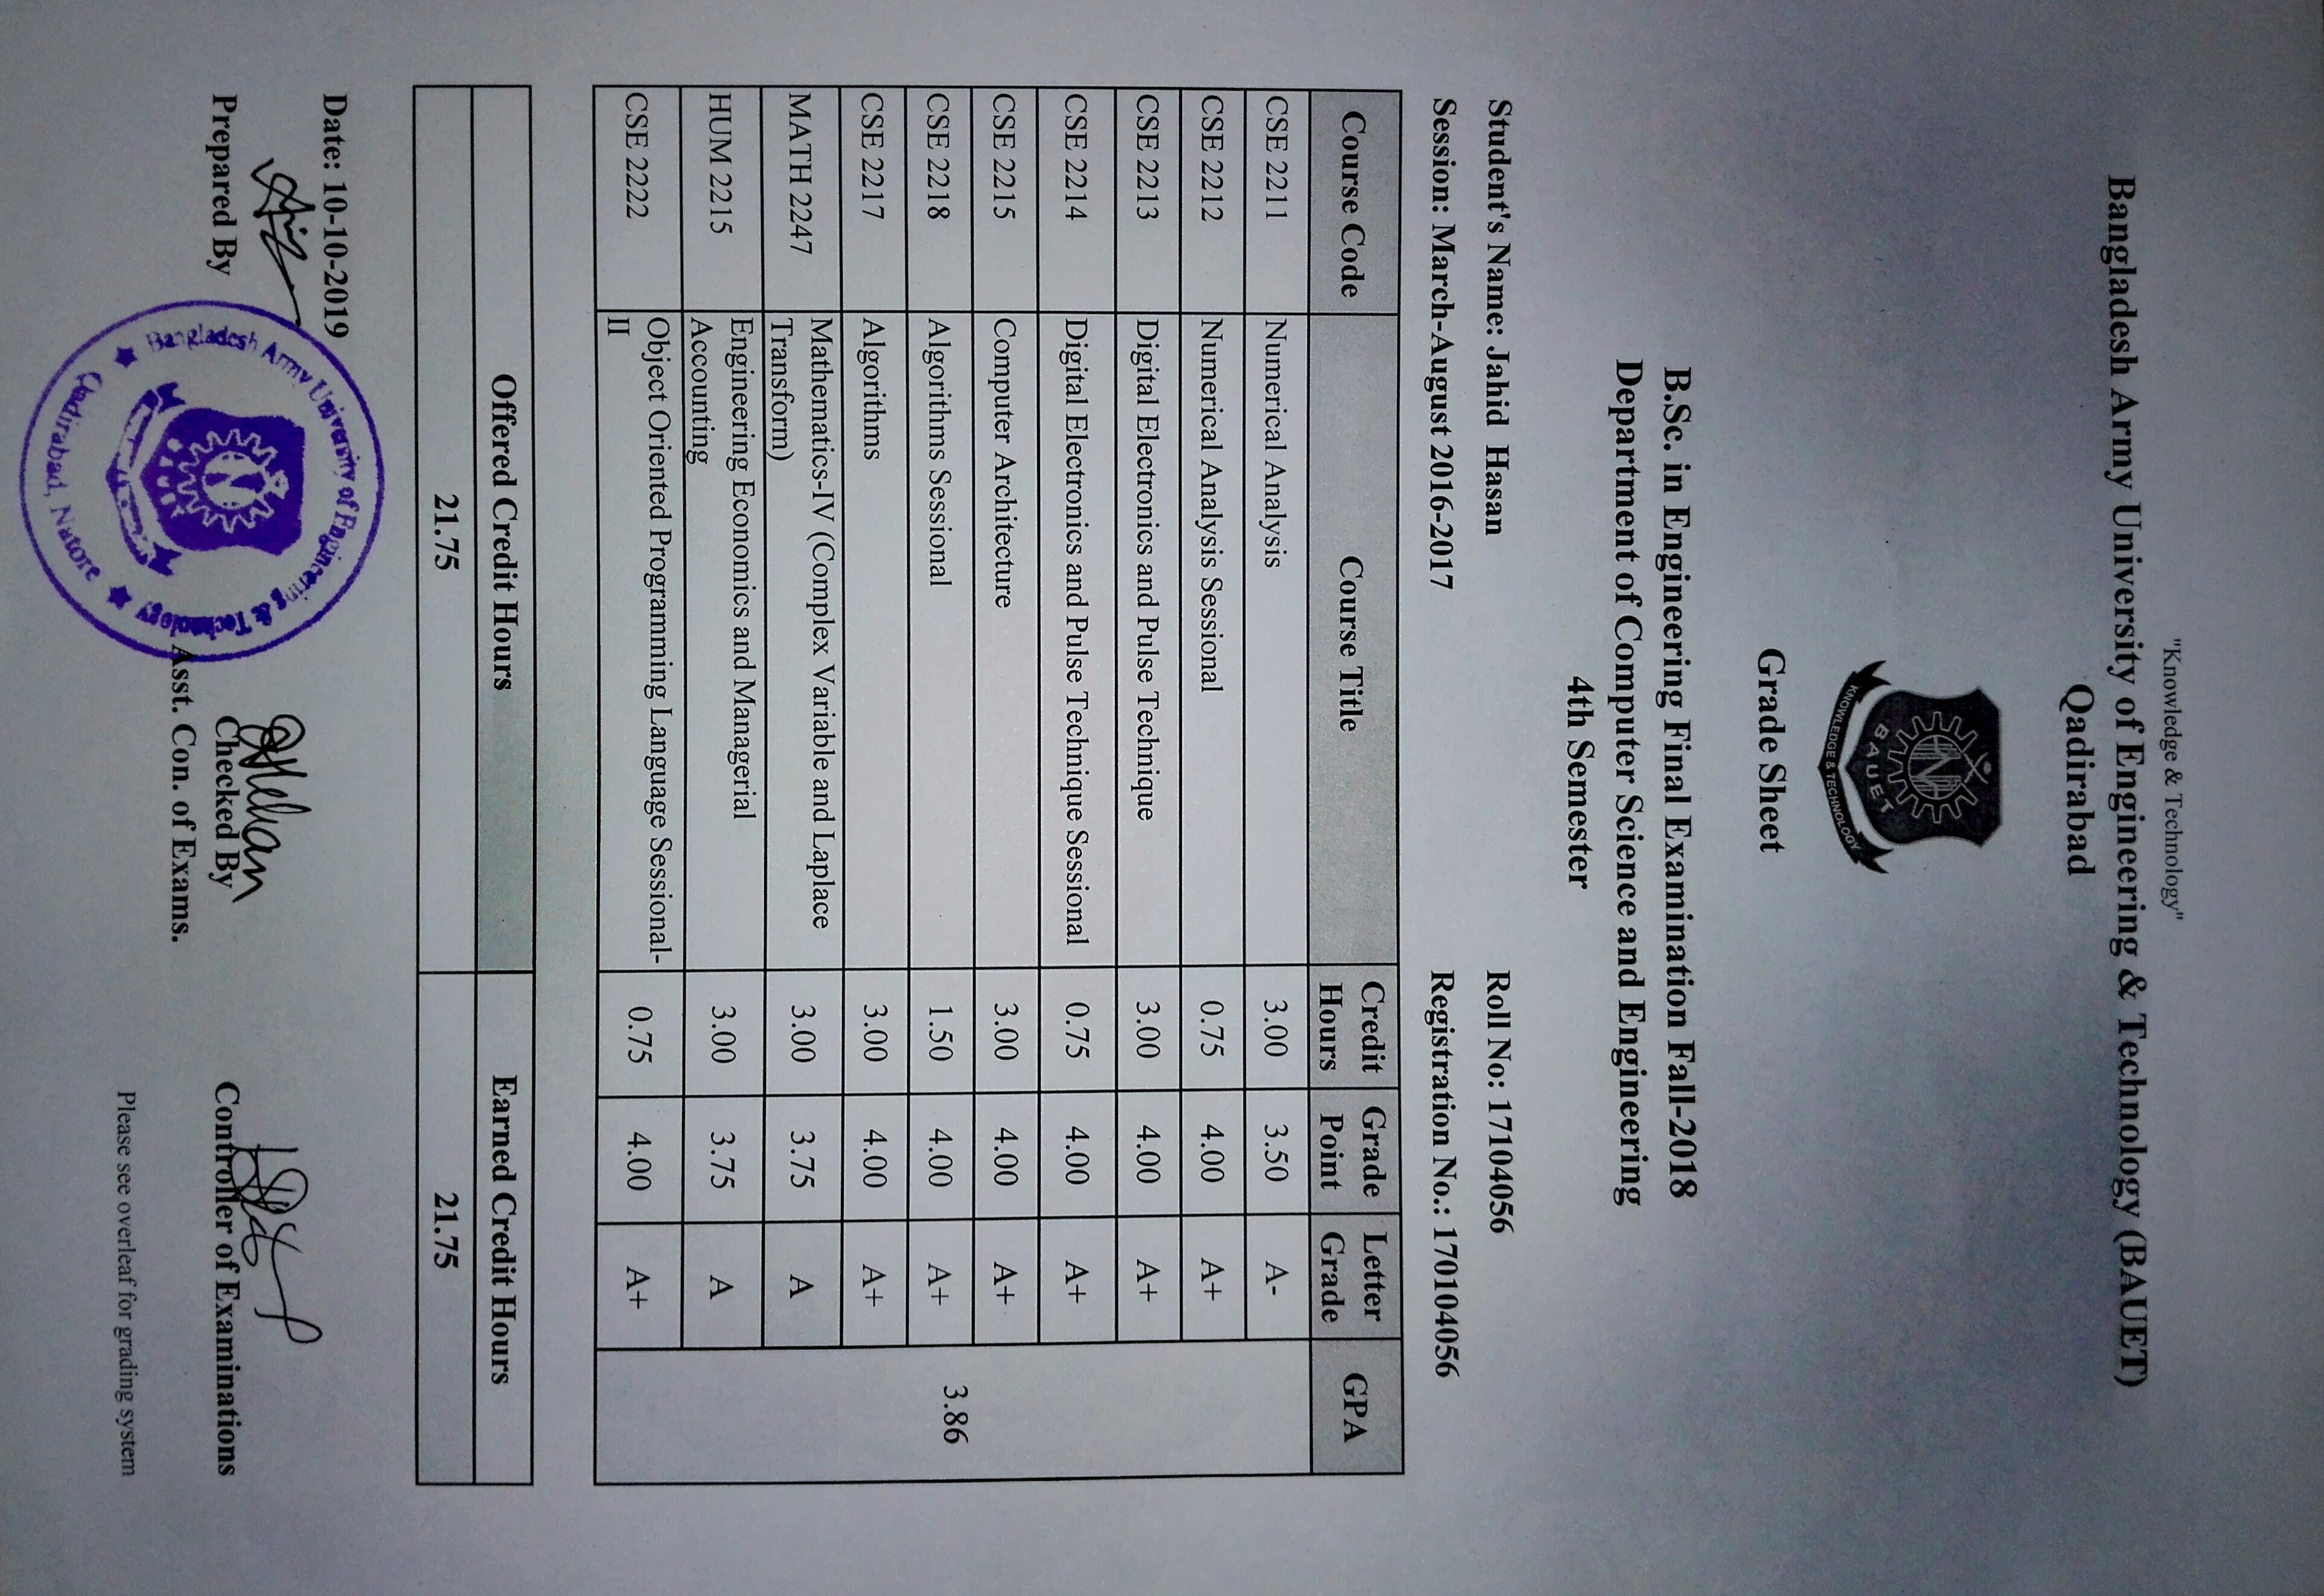 "Knowledge & Technology"
Bangladesh Army University of Engineering & Technology (BAUET)
Qadirabad
BAUET
KNOWLEDGE & TECHNOLOGY
Grade Sheet
B.Sc. in Engineering Final Examination Fall-2018
Department of Computer Science and Engineering
4th Semester
Student's Name: Jahid Hasan Roll No: 17104056
Session: March-August 2016-2017 Registration No.: 170104056
Course Code Course Title Credit Hours Grade Point Letter Grade GPA
CSE 2211 Numerical Analysis 3.00 3.50 A-
CSE 2212 Numerical Analysis Sessional 0.75 4.00 A+
CSE 2213 Digital Electronics and Pulse Technique 3.00 4.00 A+
CSE 2214 Digital Electronics and Pulse Technique Sessional 0.75 4.00 A+
CSE 2215 Computer Architecture 3.00 4.00 A+
3.86
CSE 2218 Algorithms Sessional 1.50 4.00 A+
CSE 2217 Algorithms 3.00 4.00 A+
MATH 2247 Mathematics-IV (Complex Variable and Laplace
Transform) 3.00 3.75 A
HUM 2215 Engineering Economics and Managerial
Accounting 3.00 3.75 A
CSE 2222 Object Oriented Programming Language Sessional-
II 0.75 4.00 A+
Offered Credit Hours Earned Credit Hours
21.75 21.75
Date: 10-10-2019
Bangladesh Army University of Engineering & Technology
BAUET
Qadirabad, Natore
Prepared By Checked By Controller of Examinations
Asst. Con. of Exams.
Please see overleaf for grading system